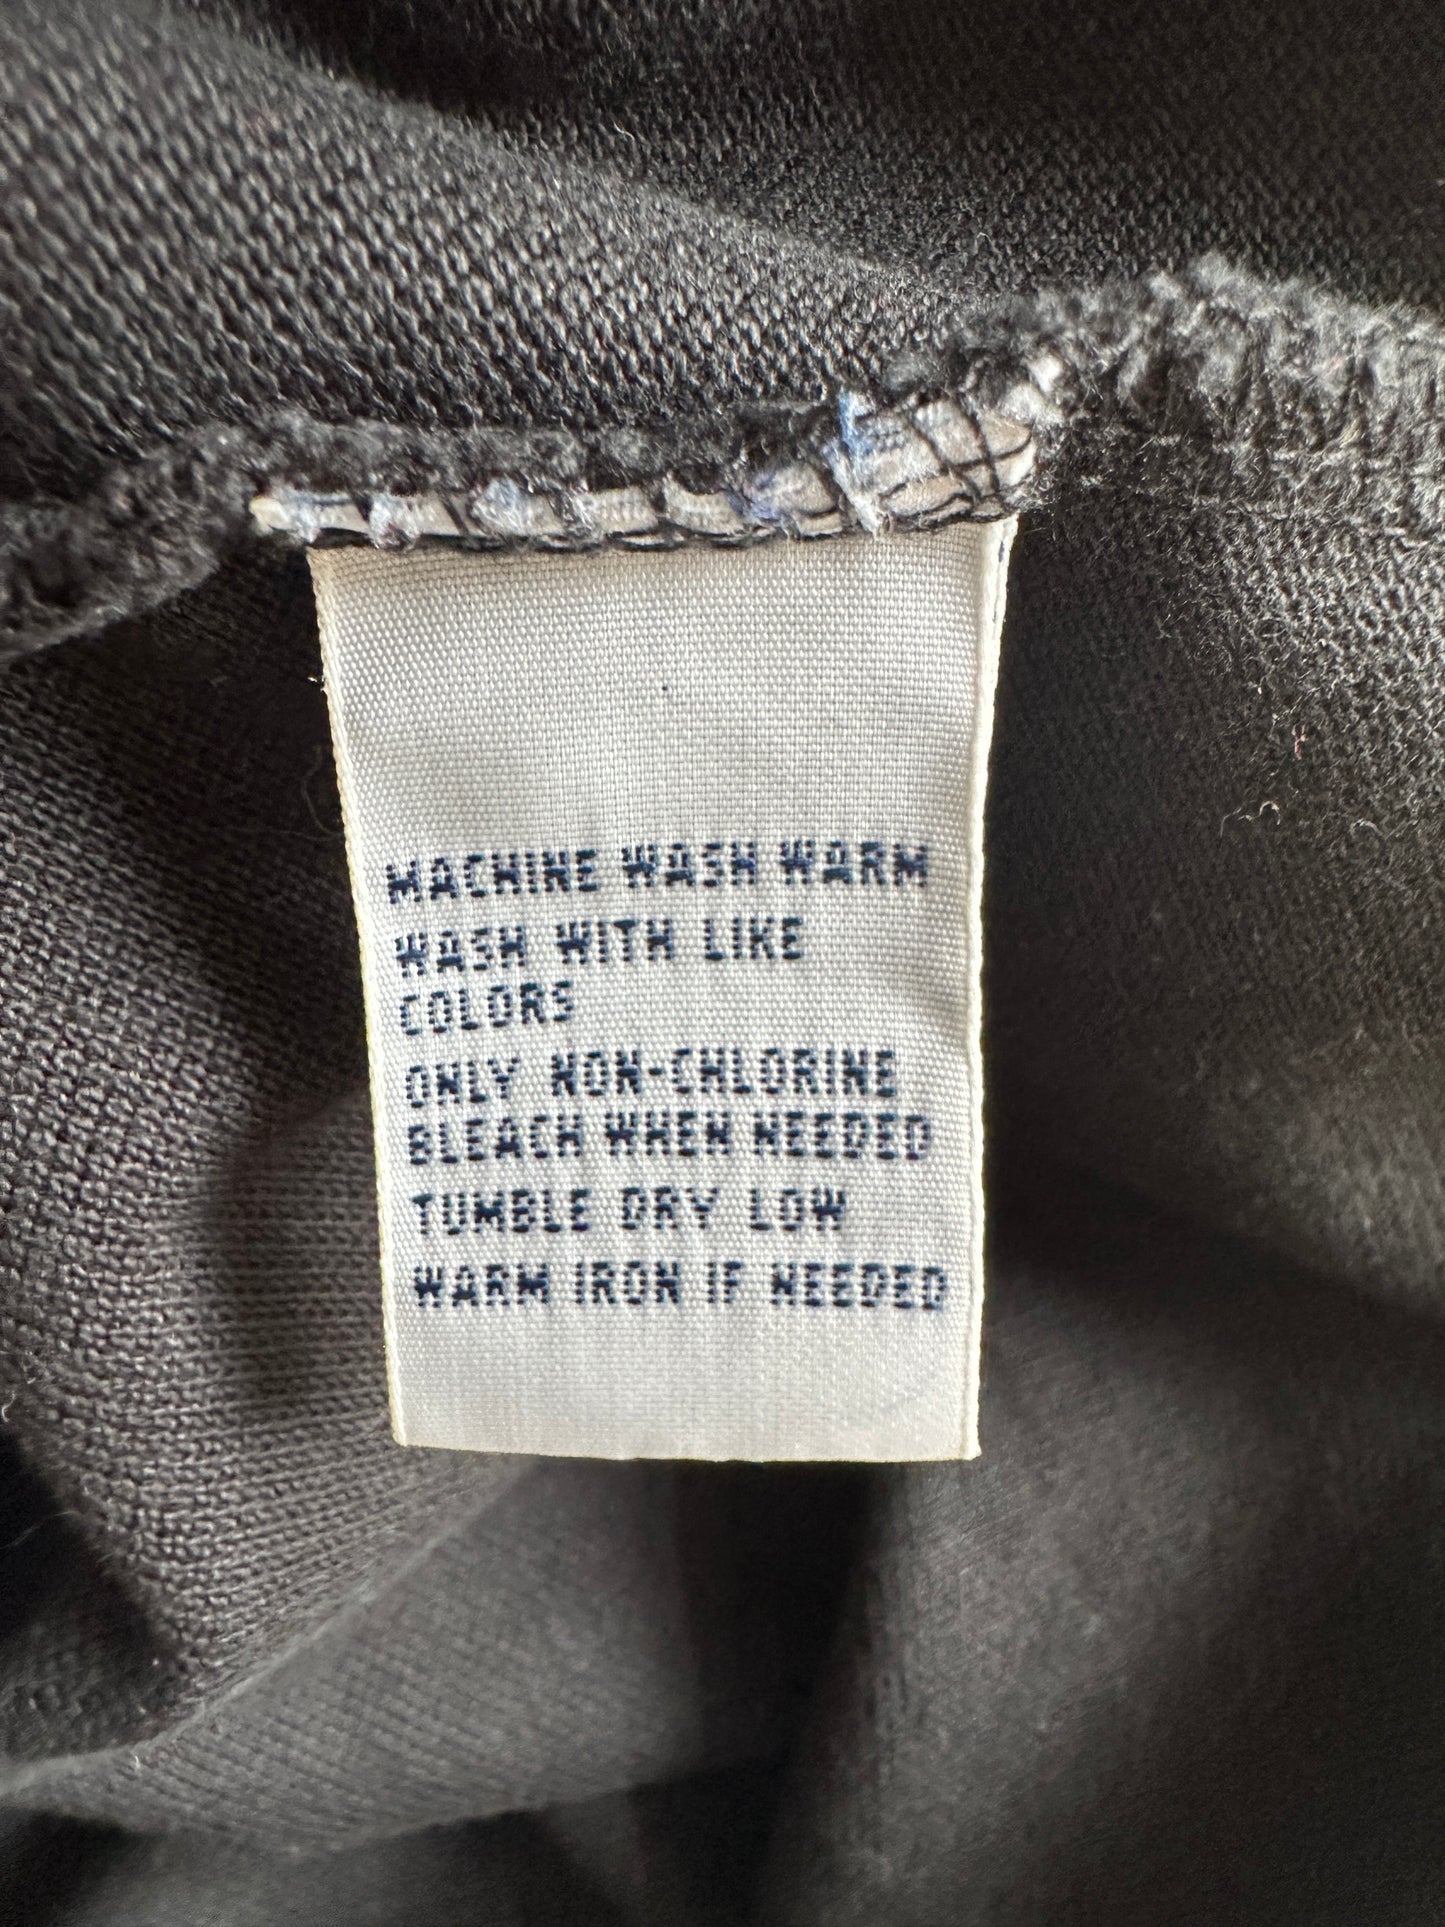 MACHINE WASH WARM
WASH WITH LIKE
COLORS
ONLY NON-CHLORINE
BLEACH WHEN NEEDED
TUMBLE DRY LOW
WARM IRON IF NEEDED